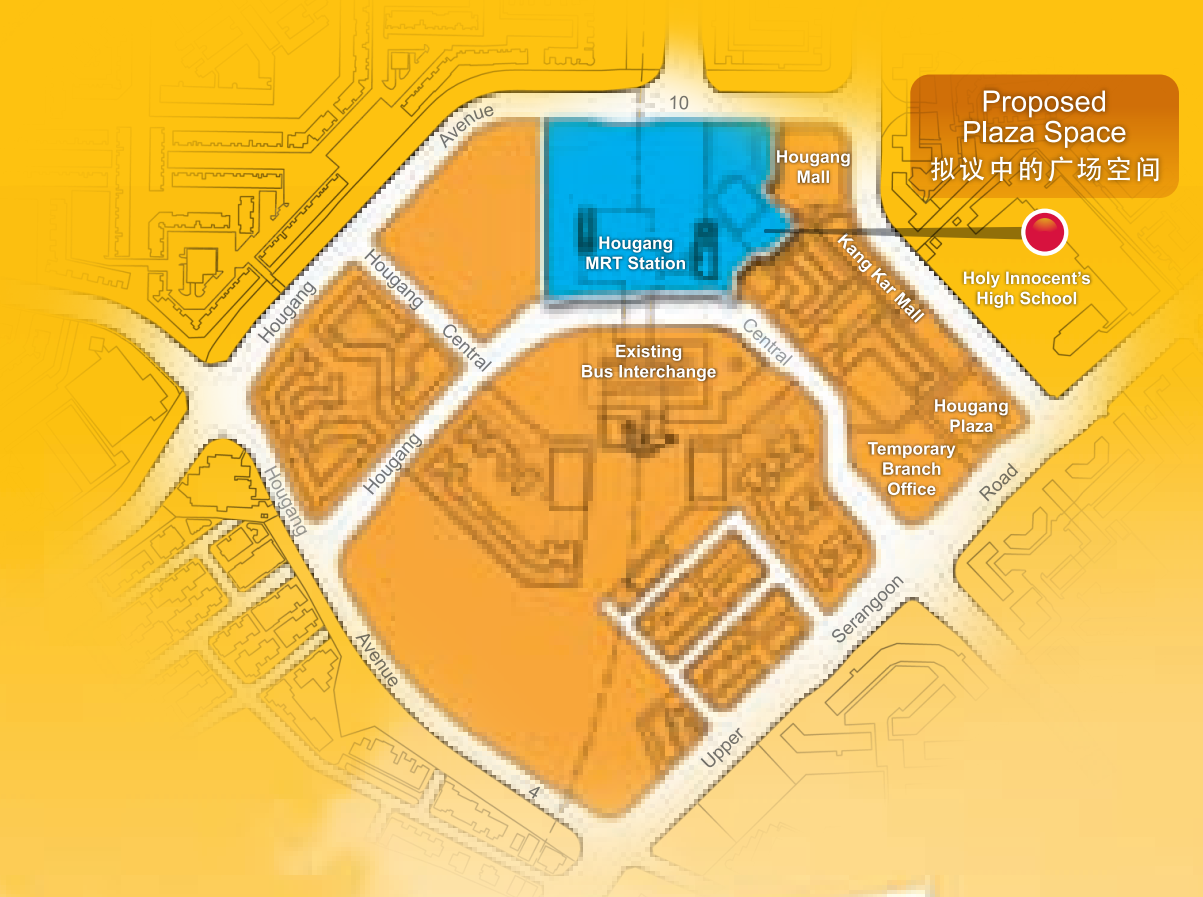 Proposed
Plaza Space
拟议中的广场空间
Avenue
10
Hougang
Mall
Hougang
MRT Station
Kang Kar Mall
Holy Innocent's
High School
Hougang
Hougang
Central
Central
Existing
Bus Interchange
Hougang
Plaza
Temporary
Branch
Office
Hougang
Hougang
Road
Serangoon
Avenue
Upper
4